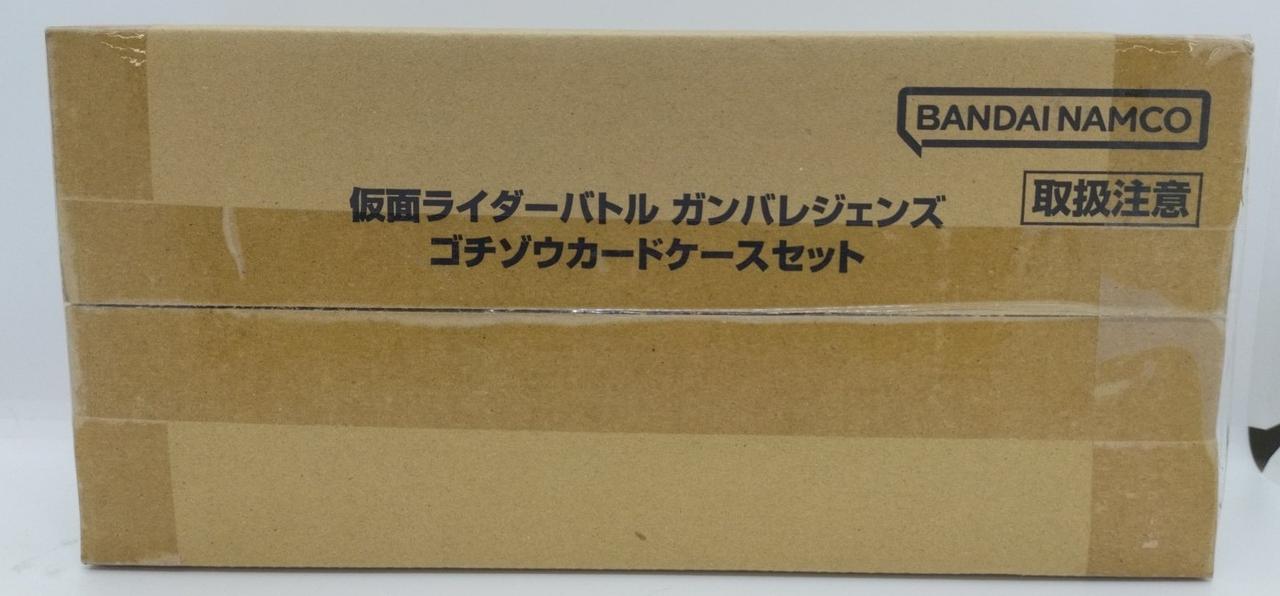 BANDAI NAMCO
取扱注意
仮面ライダーバトル ガンバレジェンズ
ゴチゾウカードケースセット